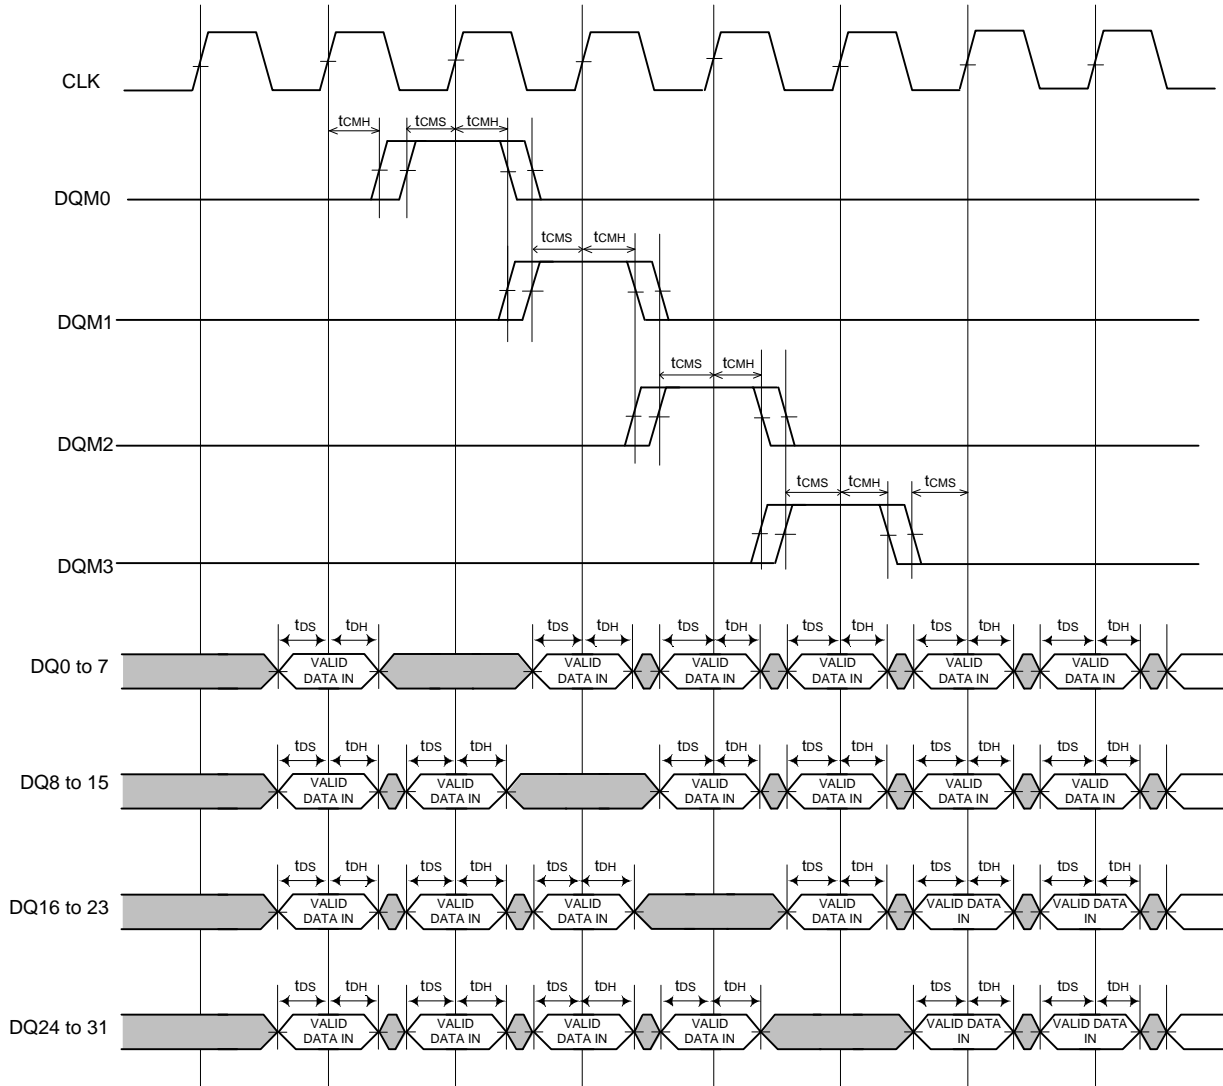 CLK
tCMH tCMS tCMH
DQM0
tCMS tCMH
DQM1
tCMS tCMH
DQM2
tCMS tCMH tCMS
DQM3
tDS tDH tDS tDH tDS tDH tDS tDH tDS tDH tDS tDH
DQ0 to 7
VALID VALID VALID VALID VALID VALID
DATA IN DATA IN DATA IN DATA IN DATA IN DATA IN
tDS tDH tDS tDH tDS tDH tDS tDH tDS tDH tDS tDH
DQ8 to 15
VALID VALID VALID VALID VALID VALID
DATA IN DATA IN DATA IN DATA IN DATA IN DATA IN
tDS tDH tDS tDH tDS tDH tDS tDH tDS tDH tDS tDH
DQ16 to 23
VALID VALID VALID VALID VALID DATA VALID DATA
DATA IN DATA IN DATA IN DATA IN IN IN
tDS tDH tDS tDH tDS tDH tDS tDH tDS tDH tDS tDH
DQ24 to 31
VALID VALID VALID VALID VALID DATA VALID DATA
DATA IN DATA IN DATA IN DATA IN IN IN